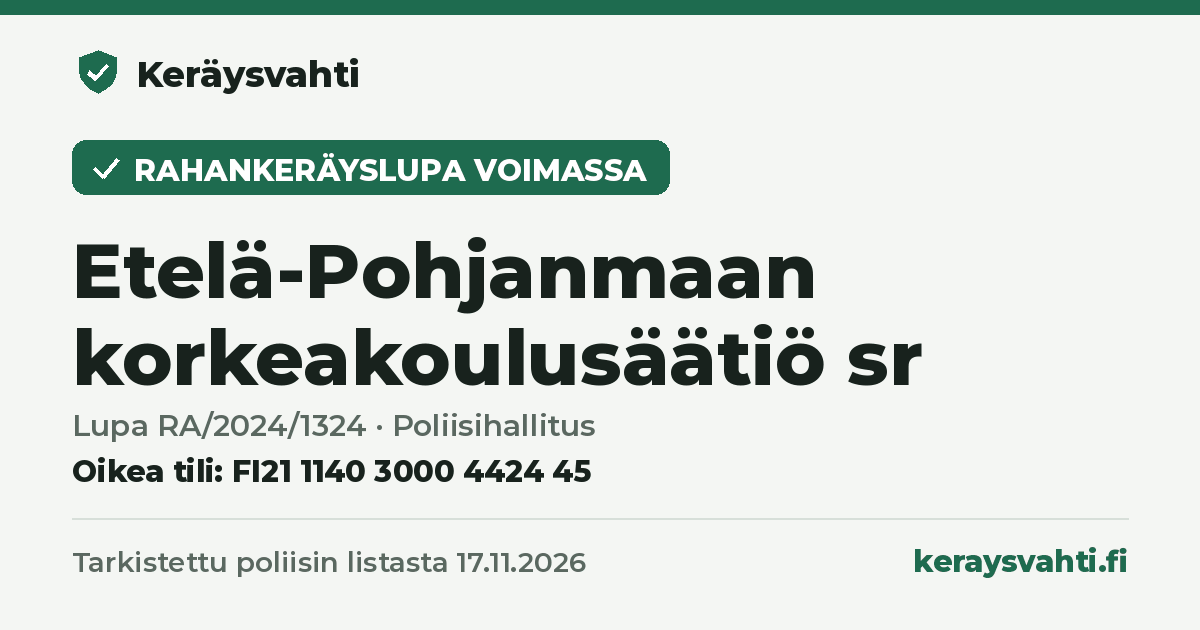 Keräysvahti
RAHANKERÄYSLUPA VOIMASSA
Etelä-Pohjanmaan
korkeakoulusäätiö sr
Lupa RA/2024/1324 · Poliisihallitus
Oikea tili: FI21 1140 3000 4424 45
Tarkistettu poliisin listasta 17.11.2026
keraysvahti.fi